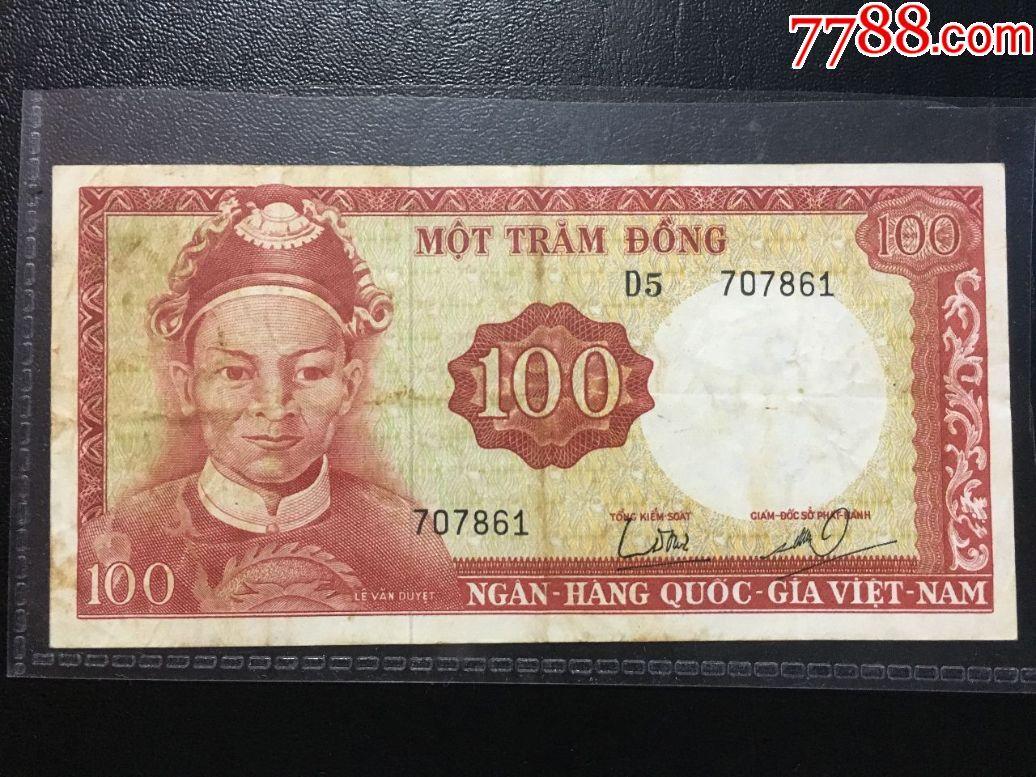 7788.com
MỘT TRĂM ĐỒNG
100
D5 707861
100
707861
TỔNG KIỂM SOÁT
GIÁM-ĐỐC SỞ PHÁT-HÀNH
100
LÊ VĂN DUYỆT
NGÂN-HÀNG QUỐC-GIA VIỆT-NAM